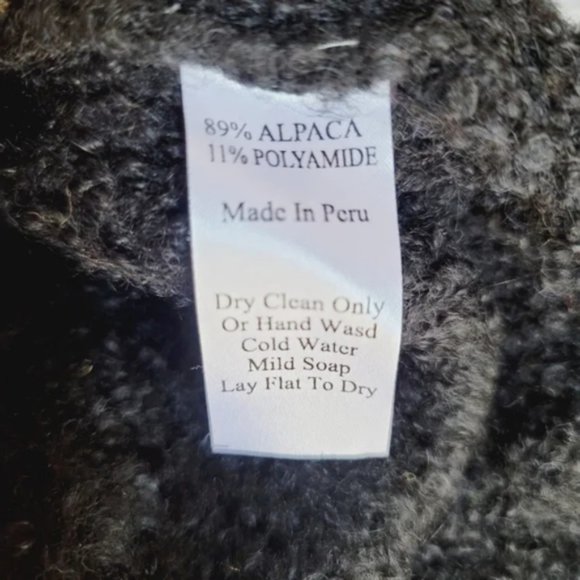 89% ALPACA
11% POLYAMIDE
Made In Peru
Dry Clean Only
Or Hand Wasd
Cold Water
Mild Soap
Lay Flat To Dry